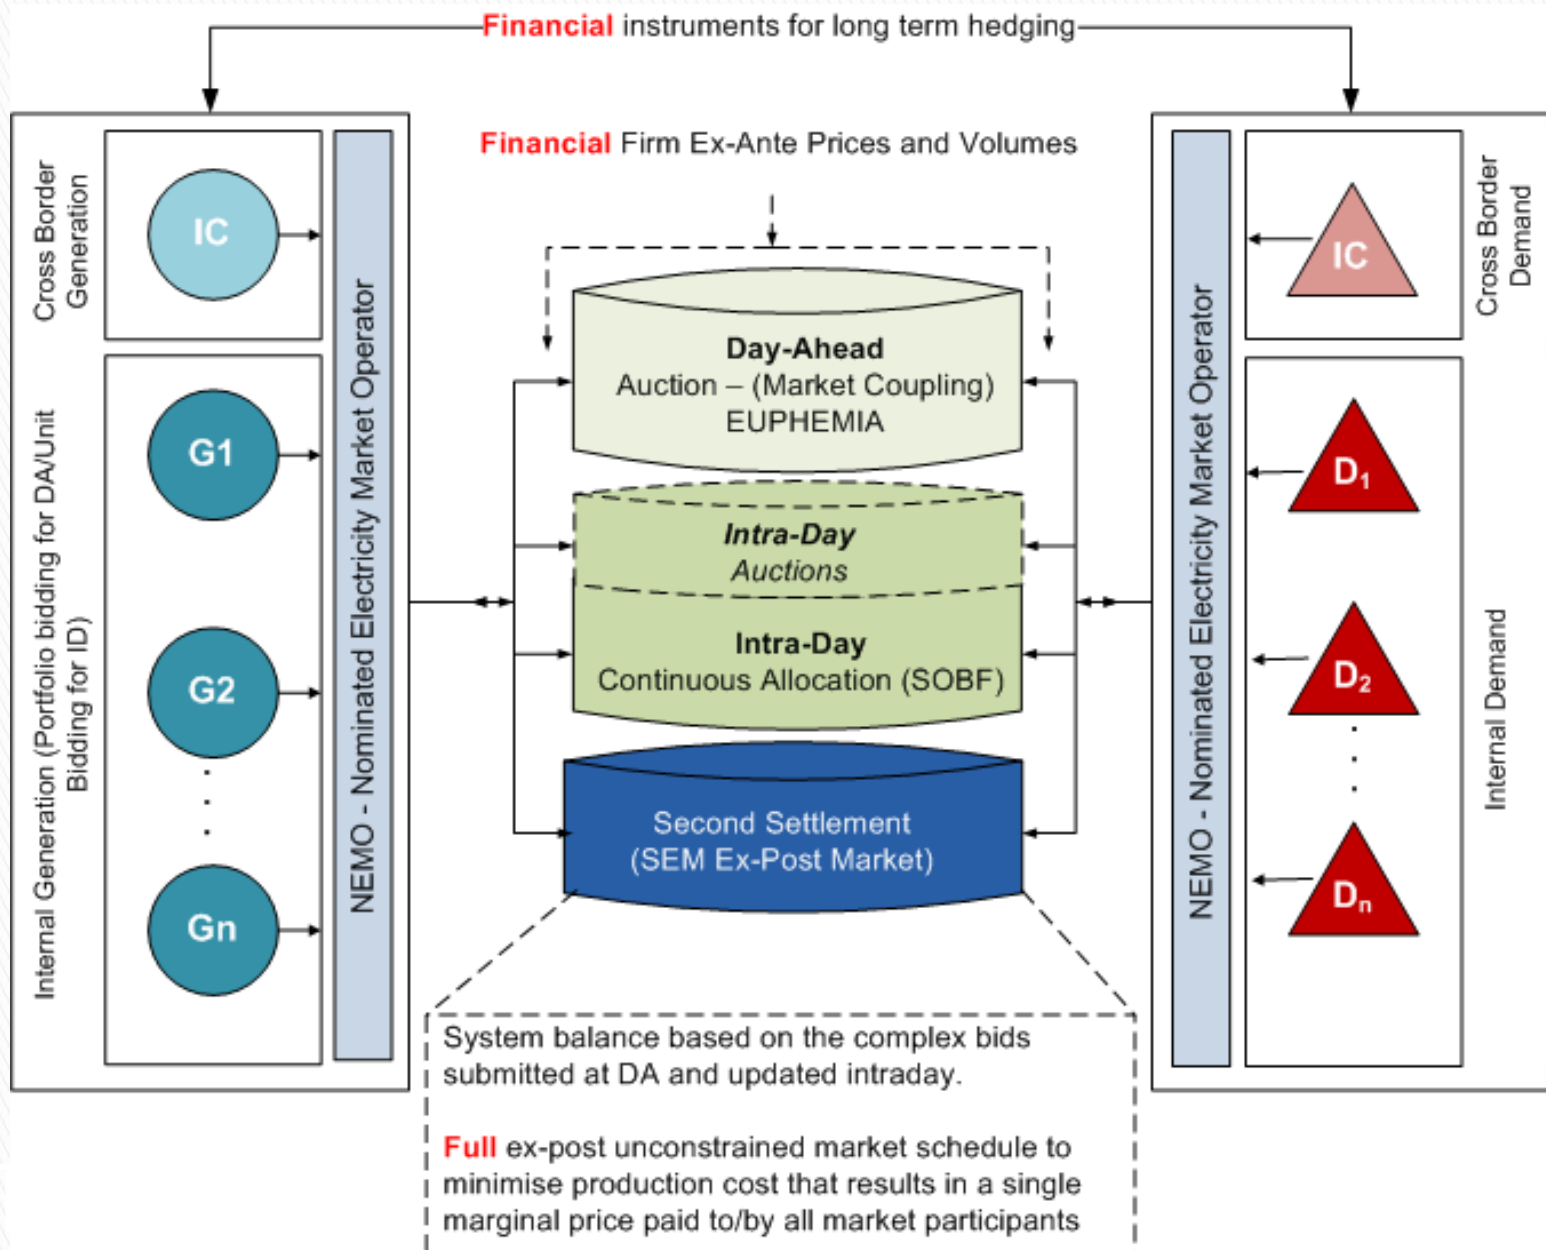 Financial instruments for long term hedging
Financial Firm Ex-Ante Prices and Volumes
Cross Border
Generation
IC
Internal Generation (Portfolio bidding for DA/Unit
Bidding for ID)
G1
G2
Gn
NEMO - Nominated Electricity Market Operator
Day-Ahead
Auction – (Market Coupling)
EUPHEMIA
Intra-Day
Auctions
Intra-Day
Continuous Allocation (SOBF)
Second Settlement
(SEM Ex-Post Market)
NEMO - Nominated Electricity Market Operator
IC
Cross Border
Demand
D1
D2
Dn
Internal Demand
System balance based on the complex bids
submitted at DA and updated intraday.
Full ex-post unconstrained market schedule to
minimise production cost that results in a single
marginal price paid to/by all market participants